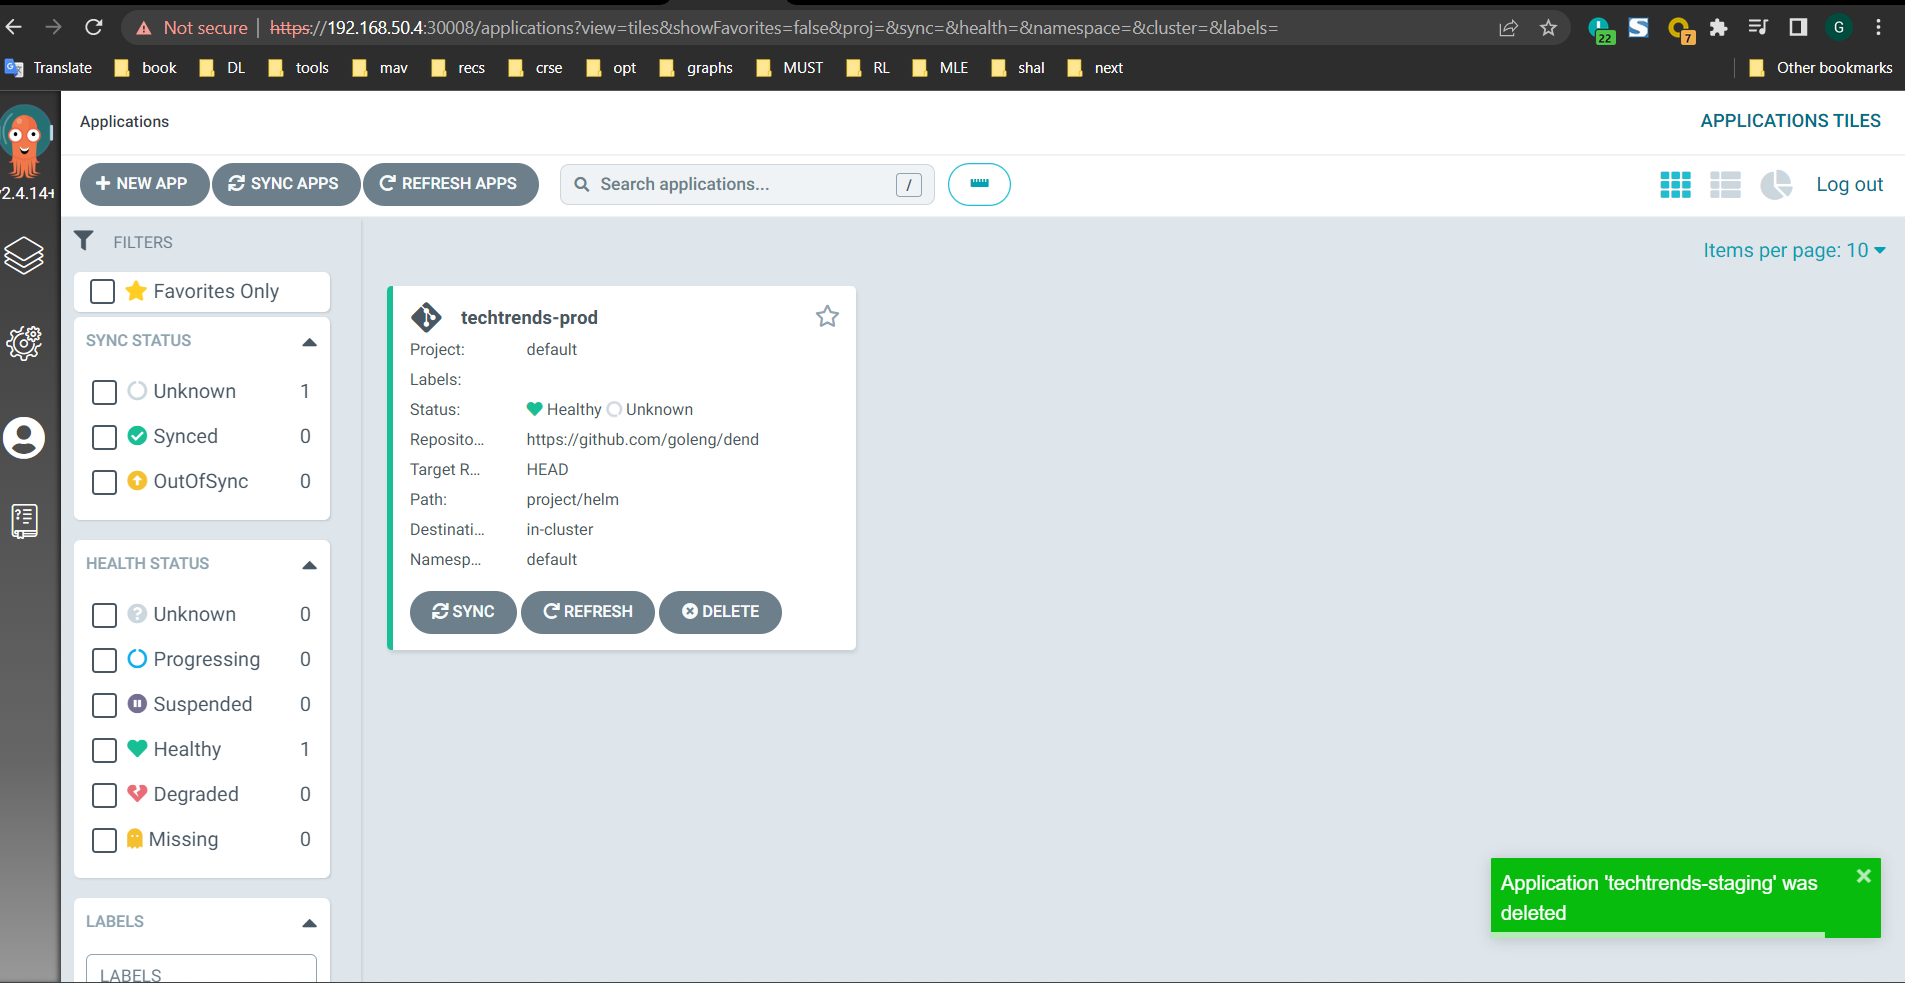 Not secure | https://192.168.50.4:30008/applications?view=tiles&showFavorites=false&proj=&sync=&health=&namespace=&cluster=&labels=
22
7
G
Translate book DL tools mav recs crse opt graphs MUST RL MLE shal next Other bookmarks
v2.4.14+
Applications
APPLICATIONS TILES
NEW APP
SYNC APPS
REFRESH APPS
Search applications...
/
Log out
FILTERS
Items per page: 10
Favorites Only
SYNC STATUS
Unknown 1
Synced 0
OutOfSync 0
HEALTH STATUS
Unknown 0
Progressing 0
Suspended 0
Healthy 1
Degraded 0
Missing 0
LABELS
LABELS
techtrends-prod
Project: default
Labels:
Status: Healthy Unknown
Reposito... https://github.com/goleng/dend
Target R... HEAD
Path: project/helm
Destinati... in-cluster
Namesp... default
SYNC
REFRESH
DELETE
Application 'techtrends-staging' was
deleted